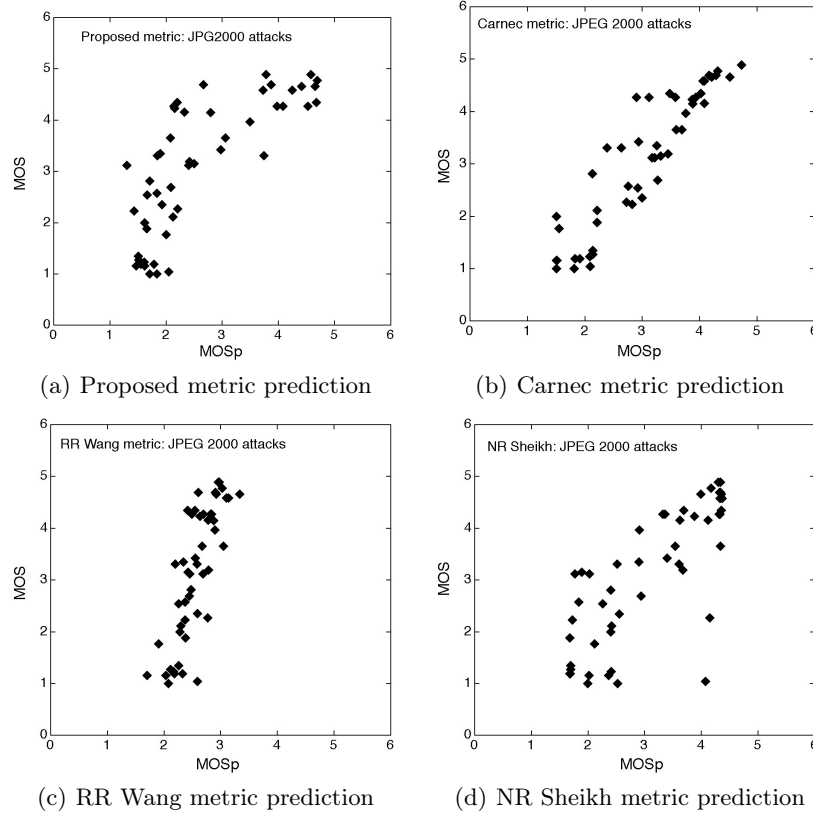 Proposed metric: JPG2000 attacks
MOS
6
5
4
3
2
1
0
0 1 2 3 4 5 6
MOSp
(a) Proposed metric prediction
Carnec metric: JPEG 2000 attacks
MOS
6
5
4
3
2
1
0
0 1 2 3 4 5 6
MOSp
(b) Carnec metric prediction
RR Wang metric: JPEG 2000 attacks
MOS
6
5
4
3
2
1
0
0 1 2 3 4 5 6
MOSp
(c) RR Wang metric prediction
NR Sheikh: JPEG 2000 attacks
MOS
6
5
4
3
2
1
0
0 1 2 3 4 5 6
MOSp
(d) NR Sheikh metric prediction